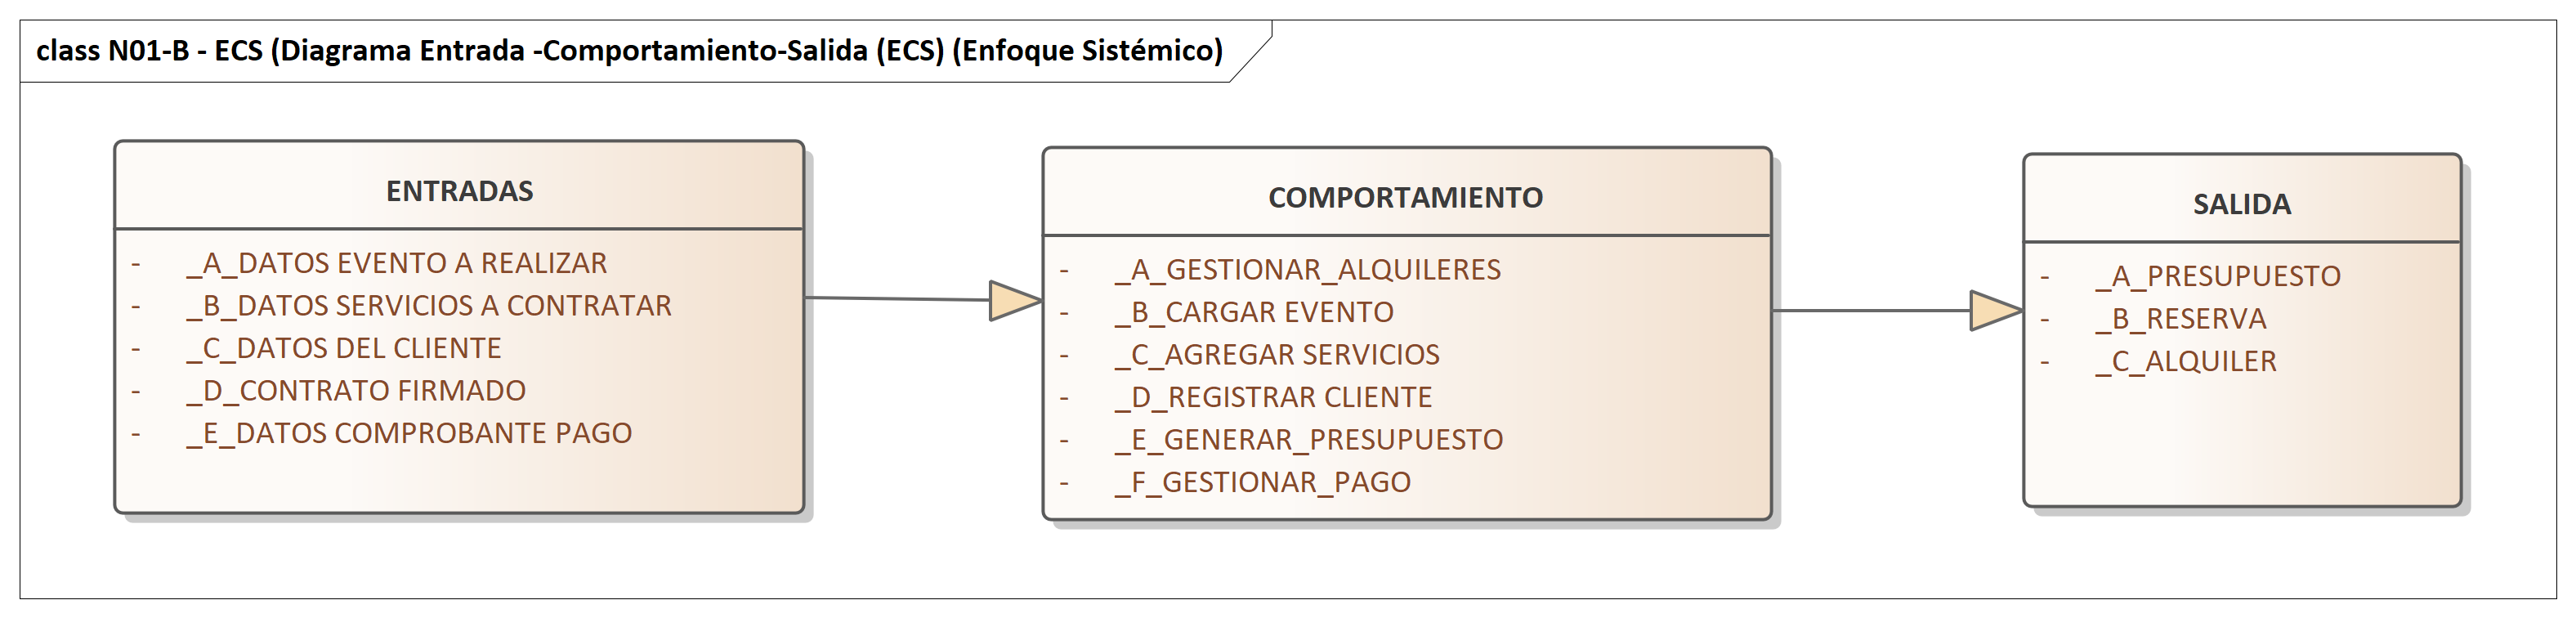 class N01-B - ECS (Diagrama Entrada -Comportamiento-Salida (ECS) (Enfoque Sistémico)
ENTRADAS
- _A_DATOS EVENTO A REALIZAR
- _B_DATOS SERVICIOS A CONTRATAR
- _C_DATOS DEL CLIENTE
- _D_CONTRATO FIRMADO
- _E_DATOS COMPROBANTE PAGO
COMPORTAMIENTO
- _A_GESTIONAR_ALQUILERES
- _B_CARGAR EVENTO
- _C_AGREGAR SERVICIOS
- _D_REGISTRAR CLIENTE
- _E_GENERAR_PRESUPUESTO
- _F_GESTIONAR_PAGO
SALIDA
- _A_PRESUPUESTO
- _B_RESERVA
- _C_ALQUILER